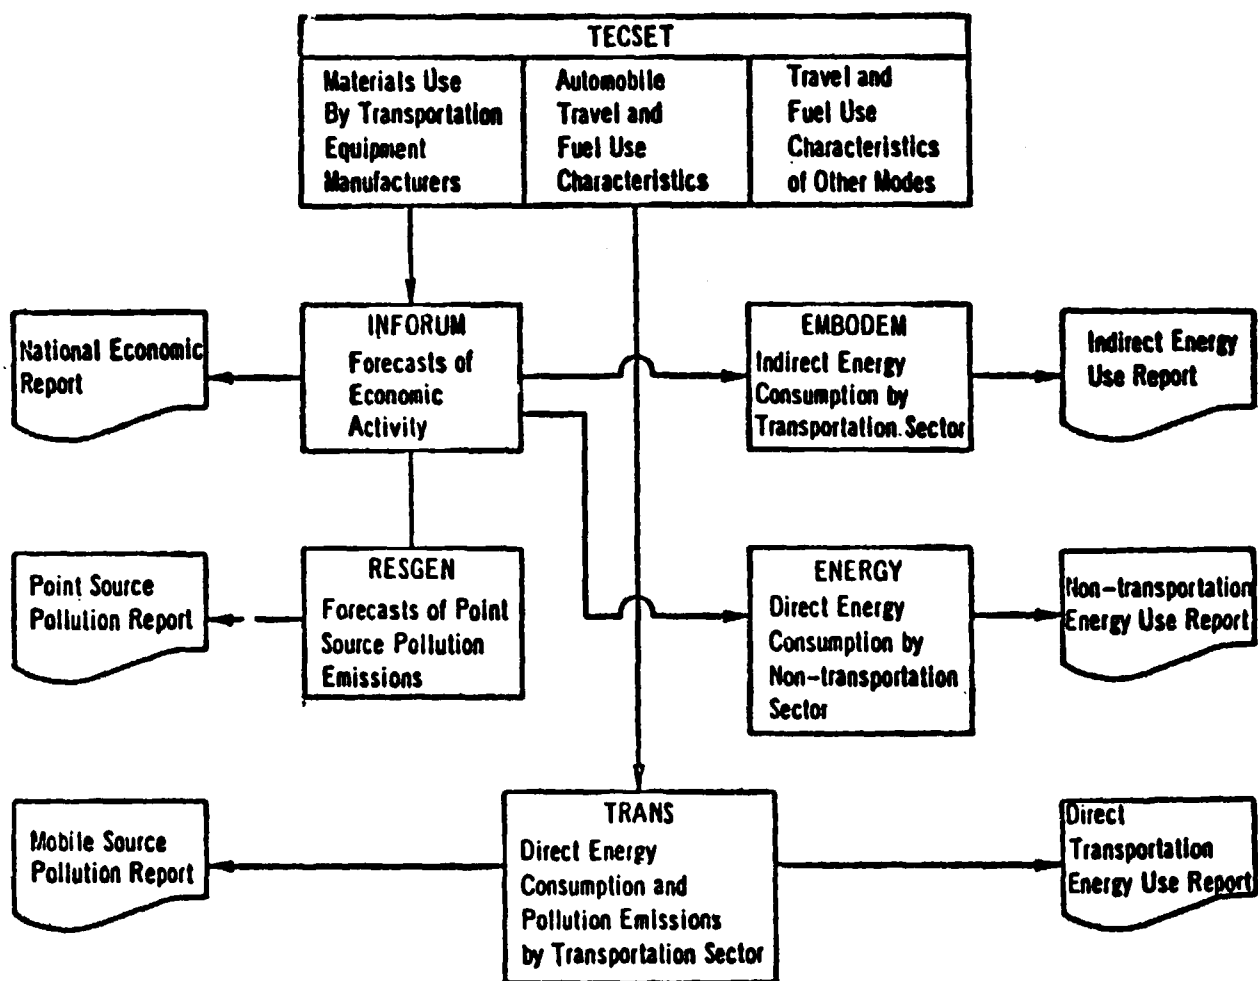 TECSET
Materials Use
By Transportation
Equipment
Manufacturers
Automobile
Travel and
Fuel Use
Characteristics
Travel and
Fuel Use
Characteristics
of Other Modes
National Economic
Report
INFORUM
Forecasts of
Economic
Activity
EMBODEM
Indirect Energy
Consumption by
Transportation Sector
Indirect Energy
Use Report
Point Source
Pollution Report
RESGEN
Forecasts of Point
Source Pollution
Emissions
ENERGY
Direct Energy
Consumption by
Non-transportation
Sector
Non-transportation
Energy Use Report
Mobile Source
Pollution Report
TRANS
Direct Energy
Consumption and
Pollution Emissions
by Transportation Sector
Direct
Transportation
Energy Use Report